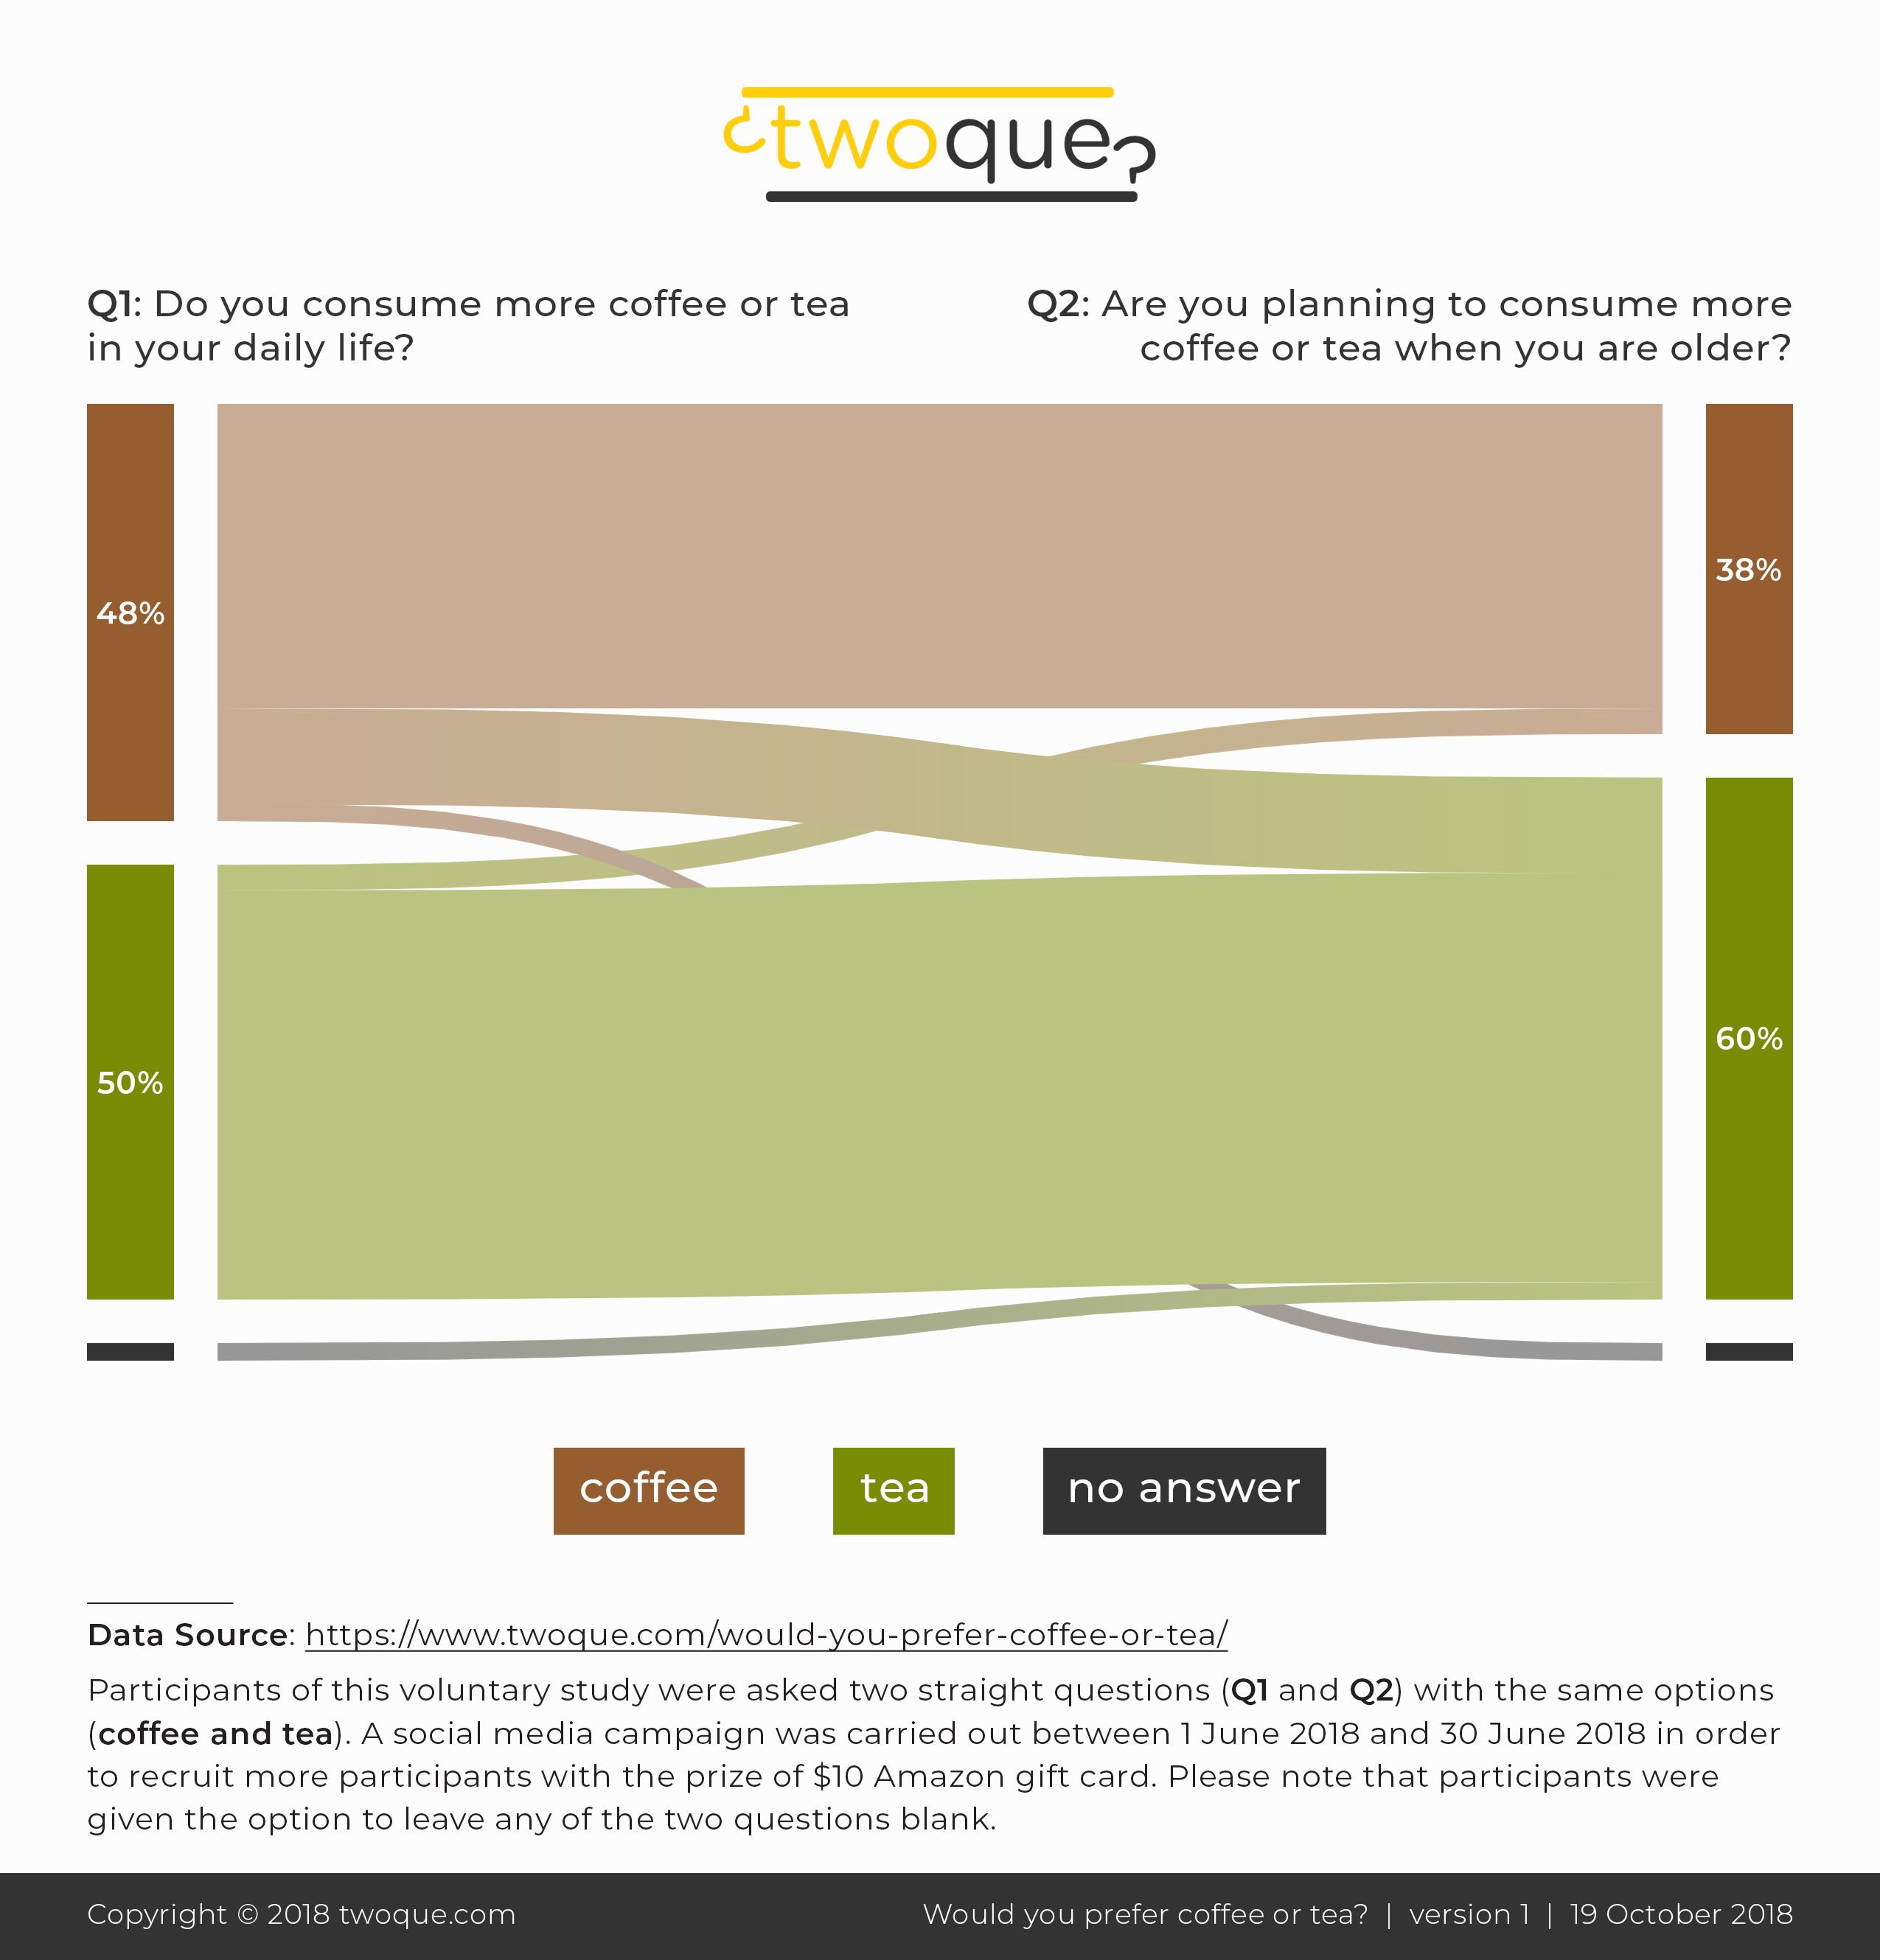 ¿twoque?
Q1: Do you consume more coffee or tea
in your daily life?
Q2: Are you planning to consume more
coffee or tea when you are older?
48%
38%
50%
60%
coffee
tea
no answer
Data Source: https://www.twoque.com/would-you-prefer-coffee-or-tea/
Participants of this voluntary study were asked two straight questions (Q1 and Q2) with the same options
(coffee and tea). A social media campaign was carried out between 1 June 2018 and 30 June 2018 in order
to recruit more participants with the prize of $10 Amazon gift card. Please note that participants were
given the option to leave any of the two questions blank.
Copyright © 2018 twoque.com
Would you prefer coffee or tea? | version 1 | 19 October 2018